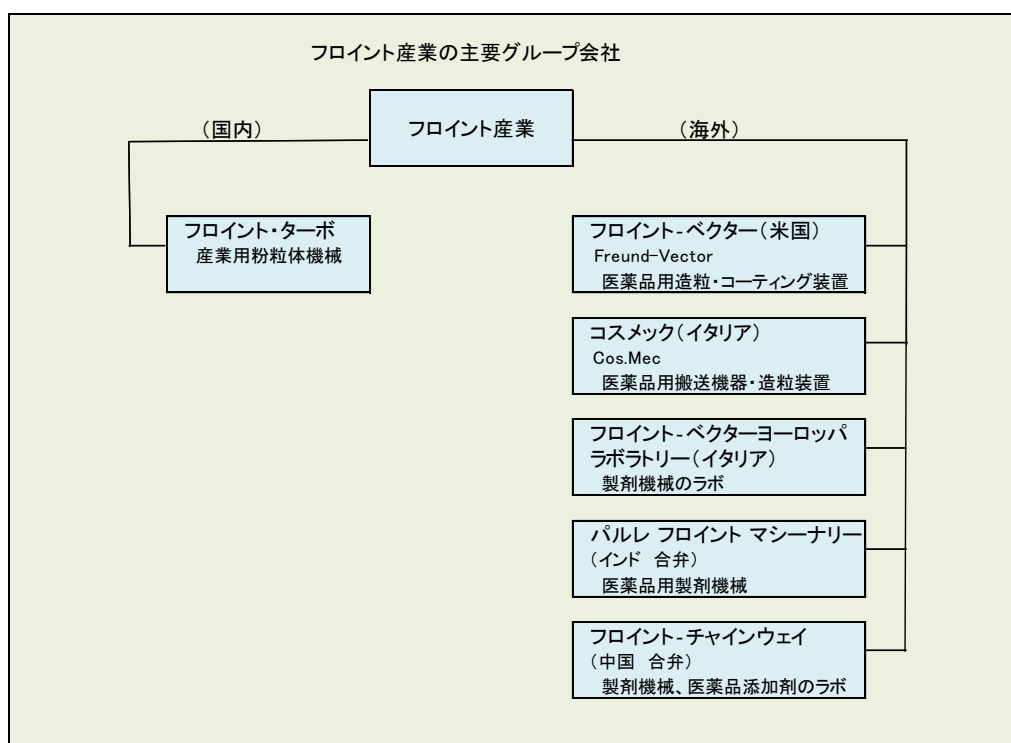 フロイント産業の主要グループ会社
フロイント産業
（国内）
（海外）
フロイント・ターボ
産業用粉粒体機械
フロイント-ベクター（米国）
Freund-Vector
医薬品用造粒・コーティング装置
コスメック（イタリア）
Cos.Mec
医薬品用搬送機器・造粒装置
フロイント-ベクターヨーロッパ
ラボラトリー（イタリア）
製剤機械のラボ
パルレ フロイント マシーナリー
（インド　合弁）
医薬品用製剤機械
フロイント-チャインウェイ
（中国　合弁）
製剤機械、医薬品添加剤のラボ